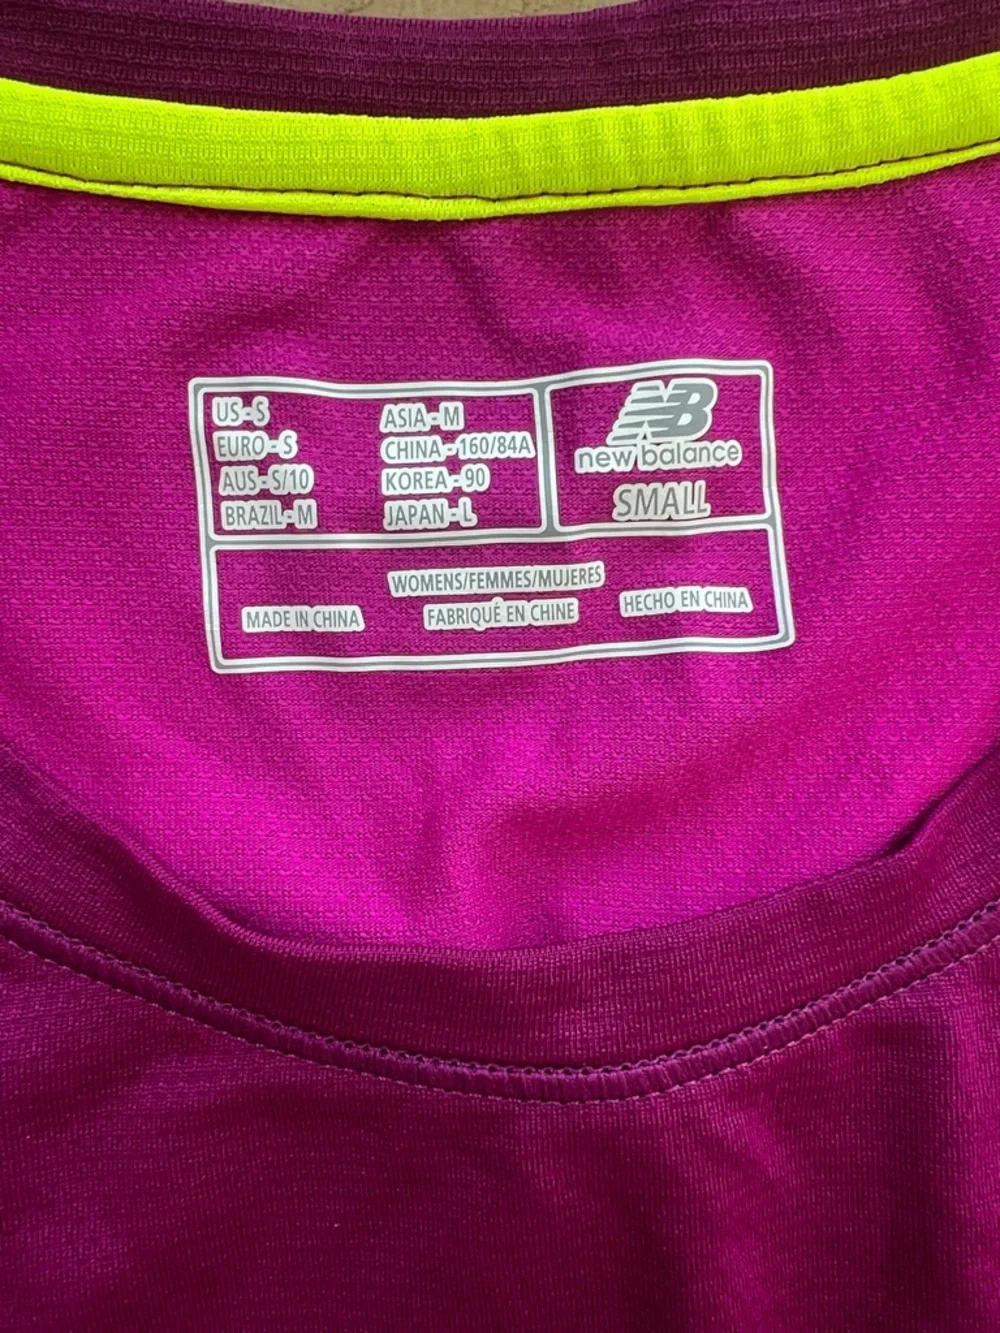 US-S
EURO-S
AUS-S/10
BRAZIL-M
ASIA-M
CHINA-160/84A
KOREA-90
JAPAN-L
NB
new balance
SMALL
WOMENS/FEMMES/MUJERES
MADE IN CHINA
FABRIQUÉ EN CHINE
HECHO EN CHINA